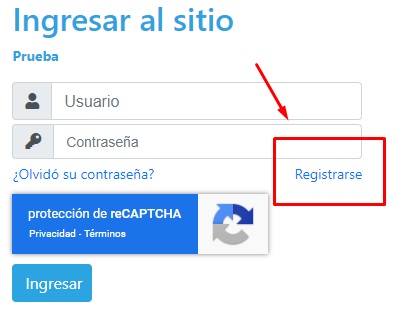 Ingresar al sitio
Prueba
Usuario
Contraseña
¿Olvidó su contraseña? Registrarse
protección de reCAPTCHA
Privacidad - Términos
Ingresar